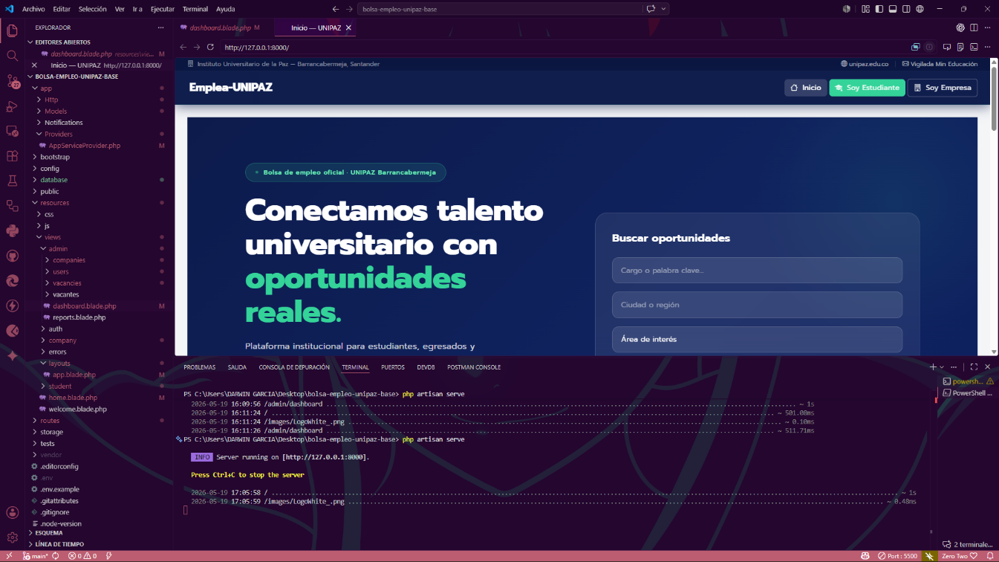 Archivo Editar Selección Ver Ir a Ejecutar Terminal Ayuda
bolsa-empleo-unipaz-base
EXPLORADOR
EDITORES ABIERTOS
dashboard.blade.php resources\vie... M
Inicio — UNIPAZ http://127.0.0.1:8000/
BOLSA-EMPLEO-UNIPAZ-BASE
app
Http
Models
Notifications
Providers
AppServiceProvider.php M
bootstrap
config
database
public
resources
css
js
views
admin
companies
users
vacancies
vacantes
dashboard.blade.php M
reports.blade.php
auth
company
errors
layouts
app.blade.php M
student
home.blade.php M
welcome.blade.php
routes
storage
tests
vendor
.editorconfig
.env
.env.example
.gitattributes
.gitignore
.node-version
ESQUEMA
LÍNEA DE TIEMPO
27
dashboard.blade.php M
Inicio — UNIPAZ
http://127.0.0.1:8000/
Instituto Universitario de la Paz — Barrancabermeja, Santander
unipaz.edu.co
Vigilada Min Educación
Emplea-UNIPAZ
Inicio
Soy Estudiante
Soy Empresa
Bolsa de empleo oficial · UNIPAZ Barrancabermeja
Conectamos talento
universitario con
oportunidades
reales.
Plataforma institucional para estudiantes, egresados y
Buscar oportunidades
Cargo o palabra clave...
Ciudad o región
Área de interés
PROBLEMAS SALIDA CONSOLA DE DEPURACIÓN TERMINAL PUERTOS DEVDB POSTMAN CONSOLE
PS C:\Users\DARWIN GARCIA\Desktop\bolsa-empleo-unipaz-base> php artisan serve
2026-05-19 16:09:56 /admin/dashboard ~ 1s
2026-05-19 16:11:24 / ~ 501.08ms
2026-05-19 16:11:24 /images/LogoWhite_.png ~ 0.10ms
2026-05-19 16:11:26 /admin/dashboard ~ 511.71ms
PS C:\Users\DARWIN GARCIA\Desktop\bolsa-empleo-unipaz-base> php artisan serve
INFO Server running on [http://127.0.0.1:8000].
Press Ctrl+C to stop the server
2026-05-19 17:05:58 / ~ 1s
2026-05-19 17:05:59 /images/LogoWhite_.png ~ 0.48ms
powersh...
PowerShell ...
2 terminale...
main*
0 0
Port : 5500
Zero Two